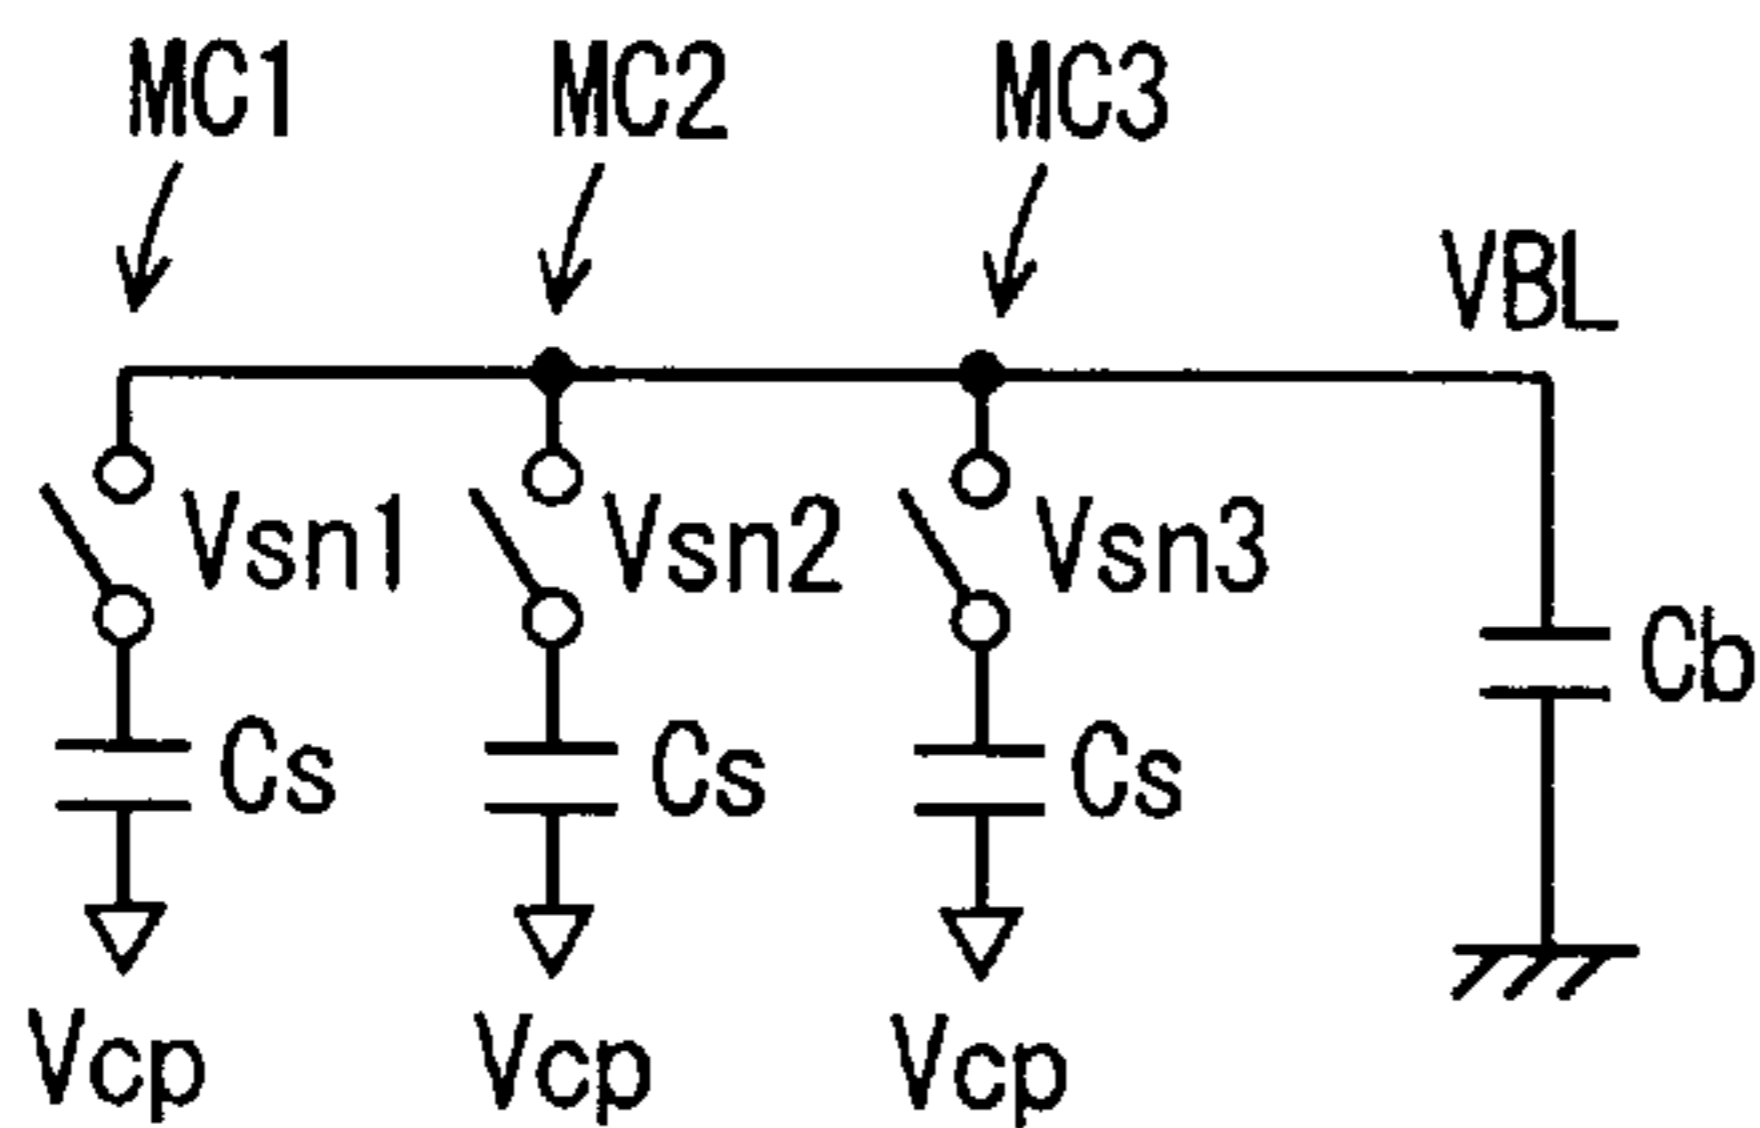 MC1 MC2 MC3
VBL
Vsn1 Vsn2 Vsn3
Cb
Cs Cs Cs
Vcp Vcp Vcp